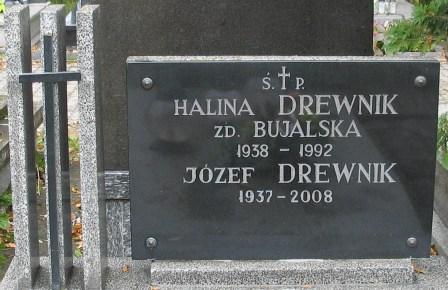 Ś.†P.
HALINA DREWNIK
ZD. BUJALSKA
1938 - 1992
JÓZEF DREWNIK
1937-2008